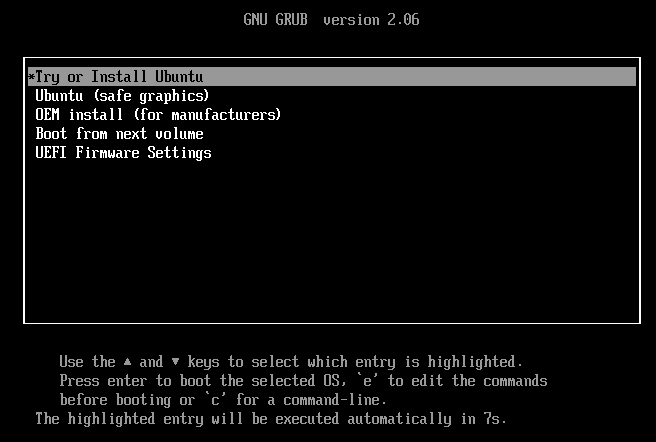 GNU GRUB  version 2.06
*Try or Install Ubuntu
Ubuntu (safe graphics)
OEM install (for manufacturers)
Boot from next volume
UEFI Firmware Settings
Use the ▲ and ▼ keys to select which entry is highlighted.
Press enter to boot the selected OS, `e' to edit the commands
before booting or `c' for a command-line.
The highlighted entry will be executed automatically in 7s.